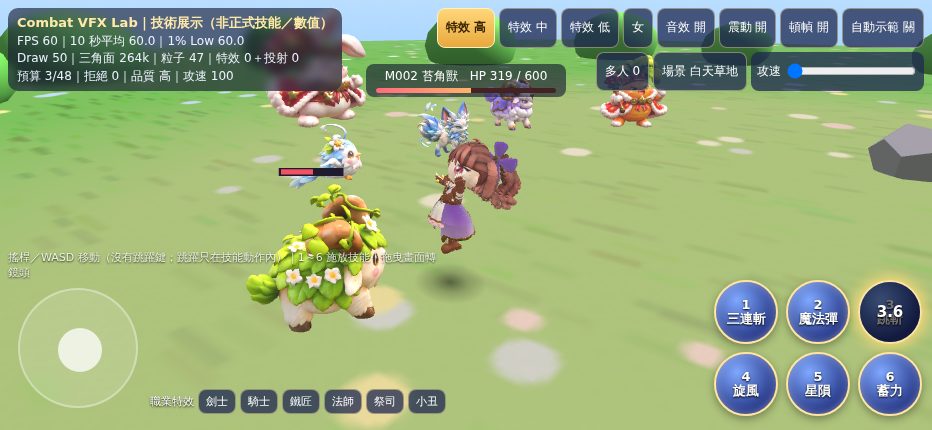 Combat VFX Lab｜技術展示（非正式技能／數值）
FPS 60｜10 秒平均 60.0｜1% Low 60.0
Draw 50｜三角面 264k｜粒子 47｜特效 0＋投射 0
預算 3/48｜拒絕 0｜品質 高｜攻速 100
特效 高
特效 中
特效 低
女
音效 開
震動 開
頓幀 開
自動示範 關
多人 0
場景 白天草地
攻速
M002 苔角獸 HP 319 / 600
搖桿／WASD 移動（沒有跳躍鍵；跳躍只在技能動作內）｜1～6 施放技能｜拖曳畫面轉
鏡頭
1
三連斬
2
魔法彈
3
3.6
跳斬
4
旋風
5
星隕
6
蓄力
職業特效
劍士
騎士
鐵匠
法師
祭司
小丑